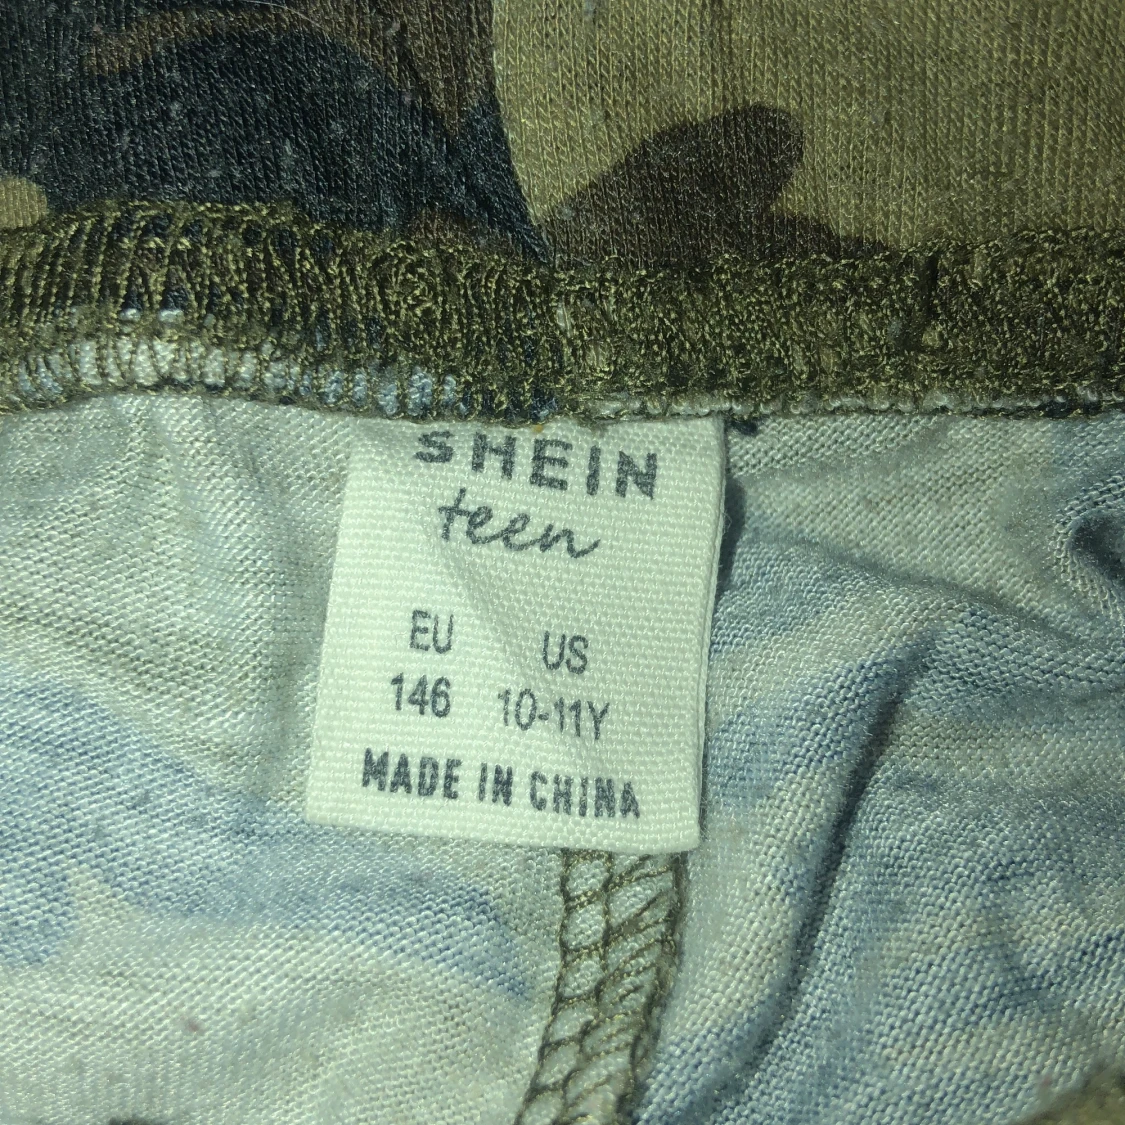 SHEIN
teen
EU US
146 10-11Y
MADE IN CHINA